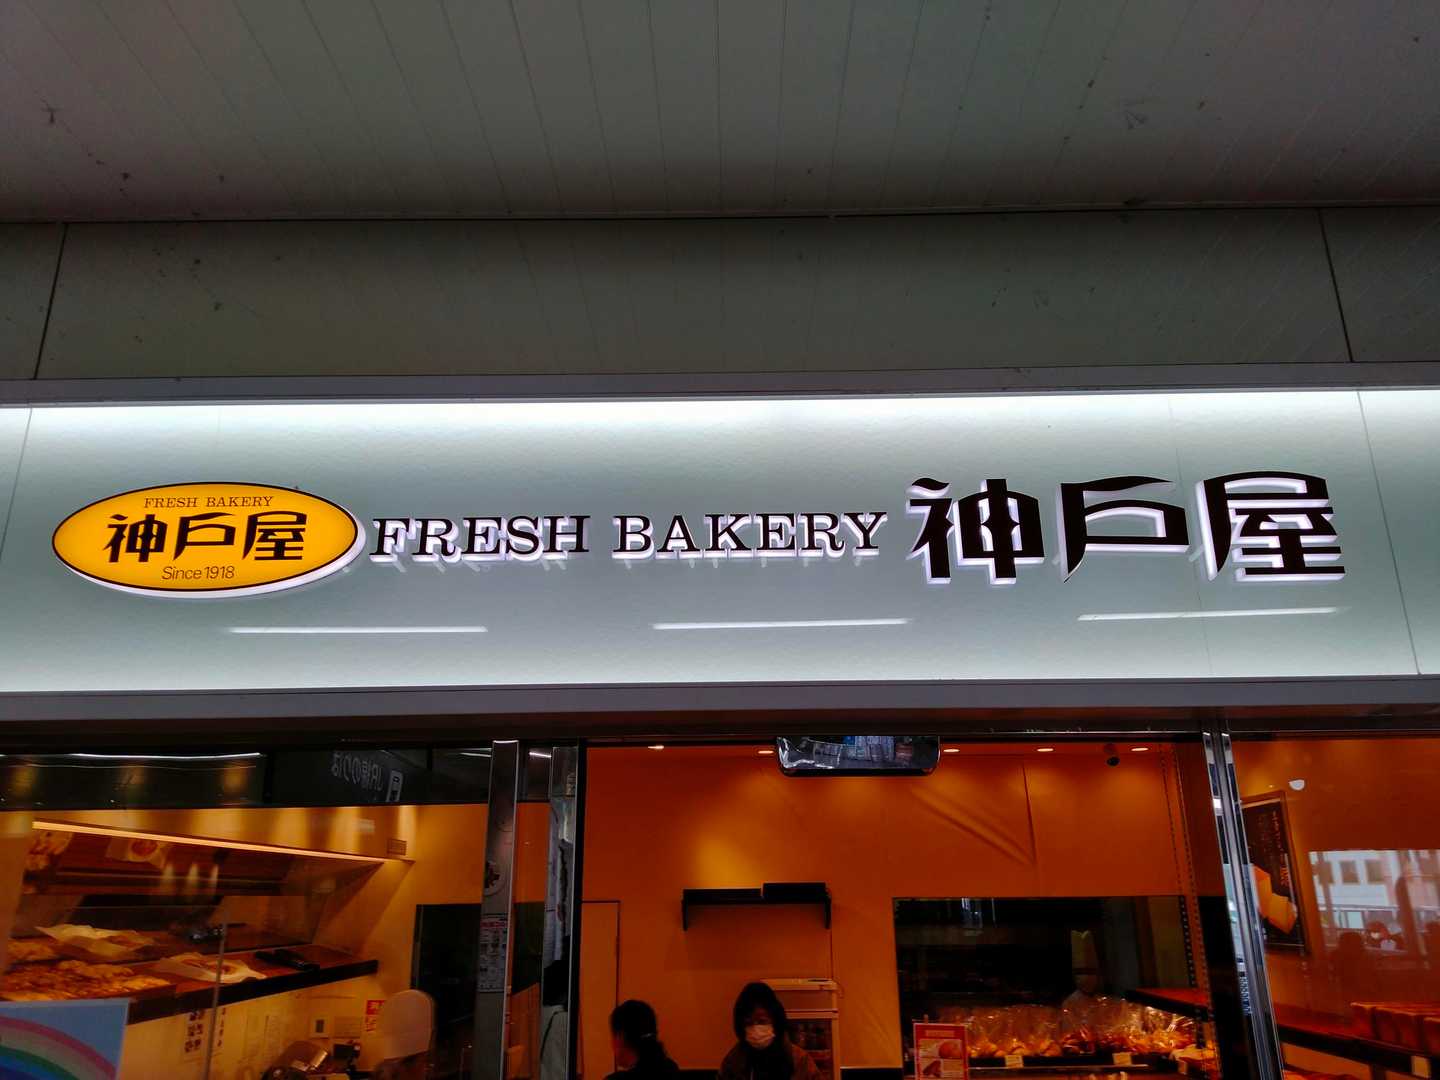 FRESH BAKERY
神戸屋
Since 1918
FRESH BAKERY 神戸屋